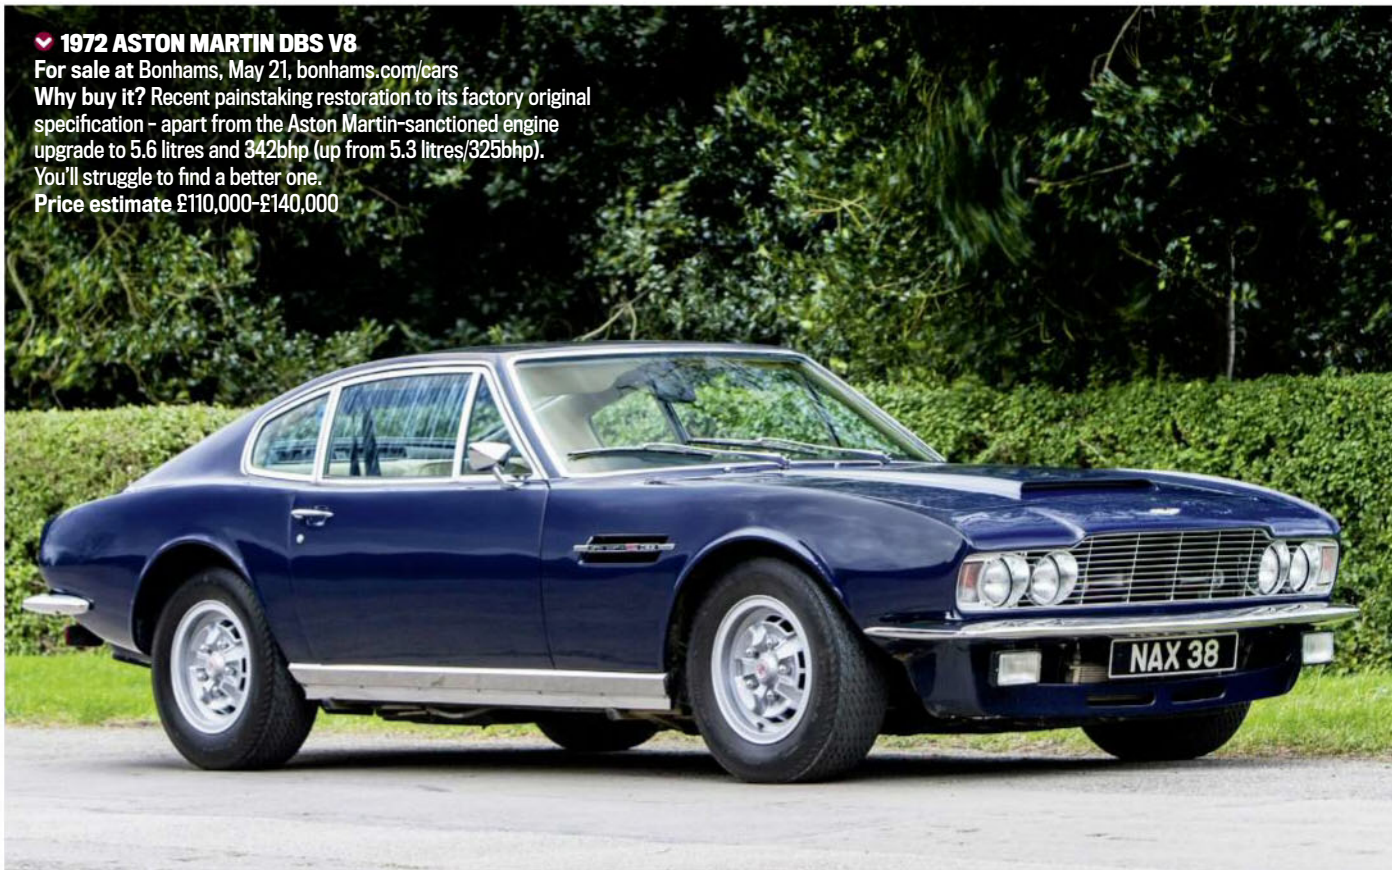 1972 ASTON MARTIN DBS V8
For sale at Bonhams, May 21, bonhams.com/cars
Why buy it? Recent painstaking restoration to its factory original
specification – apart from the Aston Martin-sanctioned engine
upgrade to 5.6 litres and 342bhp (up from 5.3 litres/325bhp).
You'll struggle to find a better one.
Price estimate £110,000-£140,000
NAX 38